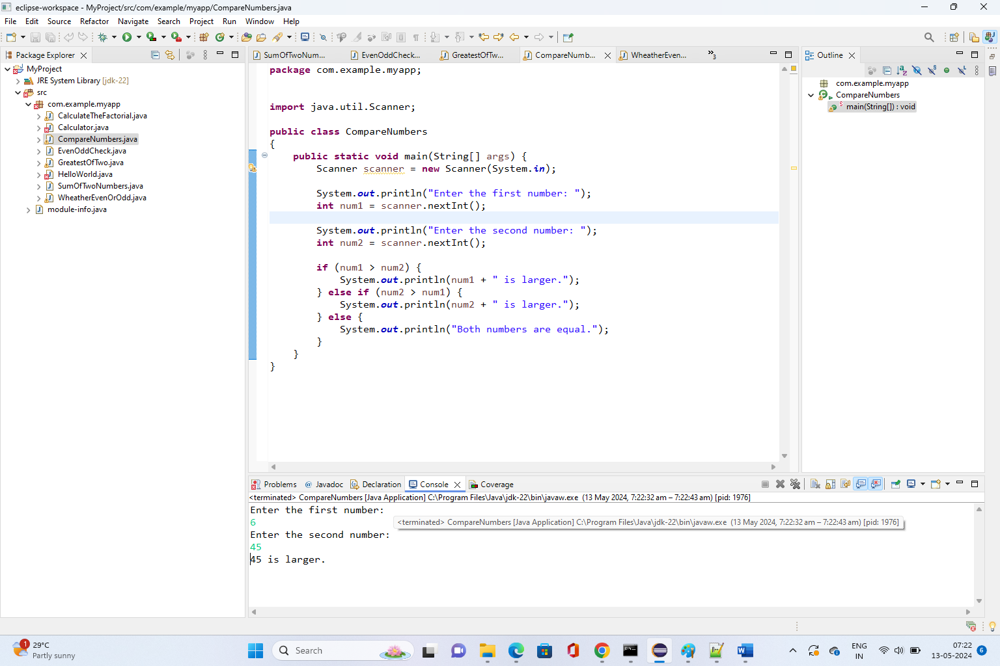 eclipse-workspace - MyProject/src/com/example/myapp/CompareNumbers.java
File Edit Source Refactor Navigate Search Project Run Window Help
Package Explorer
MyProject
JRE System Library [jdk-22]
src
com.example.myapp
CalculateTheFactorial.java
Calculator.java
CompareNumbers.java
EvenOddCheck.java
GreatestOfTwo.java
HelloWorld.java
SumOfTwoNumbers.java
WheatherEvenOrOdd.java
module-info.java
SumOfTwoNum... EvenOddCheck... GreatestOfTw... CompareNumb... WheatherEven... »3
package com.example.myapp;
import java.util.Scanner;
public class CompareNumbers
{
public static void main(String[] args) {
Scanner scanner = new Scanner(System.in);
System.out.println("Enter the first number: ");
int num1 = scanner.nextInt();
System.out.println("Enter the second number: ");
int num2 = scanner.nextInt();
if (num1 > num2) {
System.out.println(num1 + " is larger.");
} else if (num2 > num1) {
System.out.println(num2 + " is larger.");
} else {
System.out.println("Both numbers are equal.");
}
}
}
Outline
com.example.myapp
CompareNumbers
main(String[]) : void
Problems @ Javadoc Declaration Console Coverage
<terminated> CompareNumbers [Java Application] C:\Program Files\Java\jdk-22\bin\javaw.exe (13 May 2024, 7:22:32 am – 7:22:43 am) [pid: 1976]
Enter the first number:
6
<terminated> CompareNumbers [Java Application] C:\Program Files\Java\jdk-22\bin\javaw.exe (13 May 2024, 7:22:32 am – 7:22:43 am) [pid: 1976]
Enter the second number:
45
45 is larger.
1
29°C
Partly sunny
Search
ENG
IN
07:22
13-05-2024
6